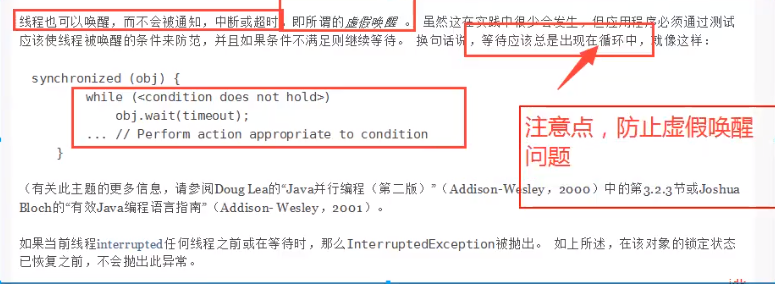 线程也可以唤醒，而不会被通知，中断或超时，即所谓的虚假唤醒 。 虽然这在实践中很少会发生，但应用程序必须通过测试
应该使线程被唤醒的条件来防范，并且如果条件不满足则继续等待。 换句话说，等待应该总是出现在循环中，就像这样：
synchronized (obj) {
while (<condition does not hold>)
obj.wait(timeout);
... // Perform action appropriate to condition
}
注意点，防止虚假唤醒
问题
（有关此主题的更多信息，请参阅Doug Lea的“Java并行编程（第二版）”（Addison-Wesley，2000）中的第3.2.3节或Joshua
Bloch的“有效Java编程语言指南”（Addison- Wesley，2001）。
如果当前线程interrupted任何线程之前或在等待时，那么InterruptedException被抛出。 如上所述，在该对象的锁定状态
已恢复之前，不会抛出此异常。